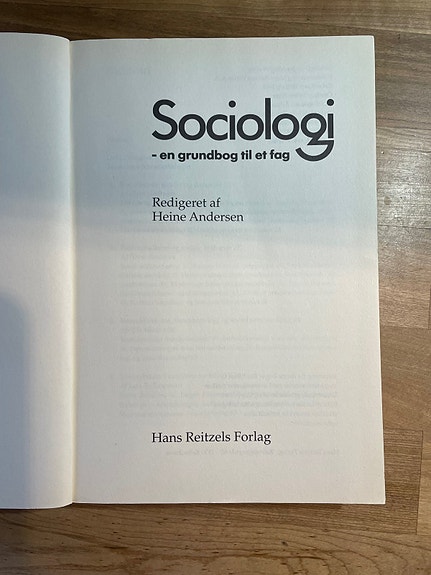 Sociologi
- en grundbog til et fag
Redigeret af
Heine Andersen
Hans Reitzels Forlag